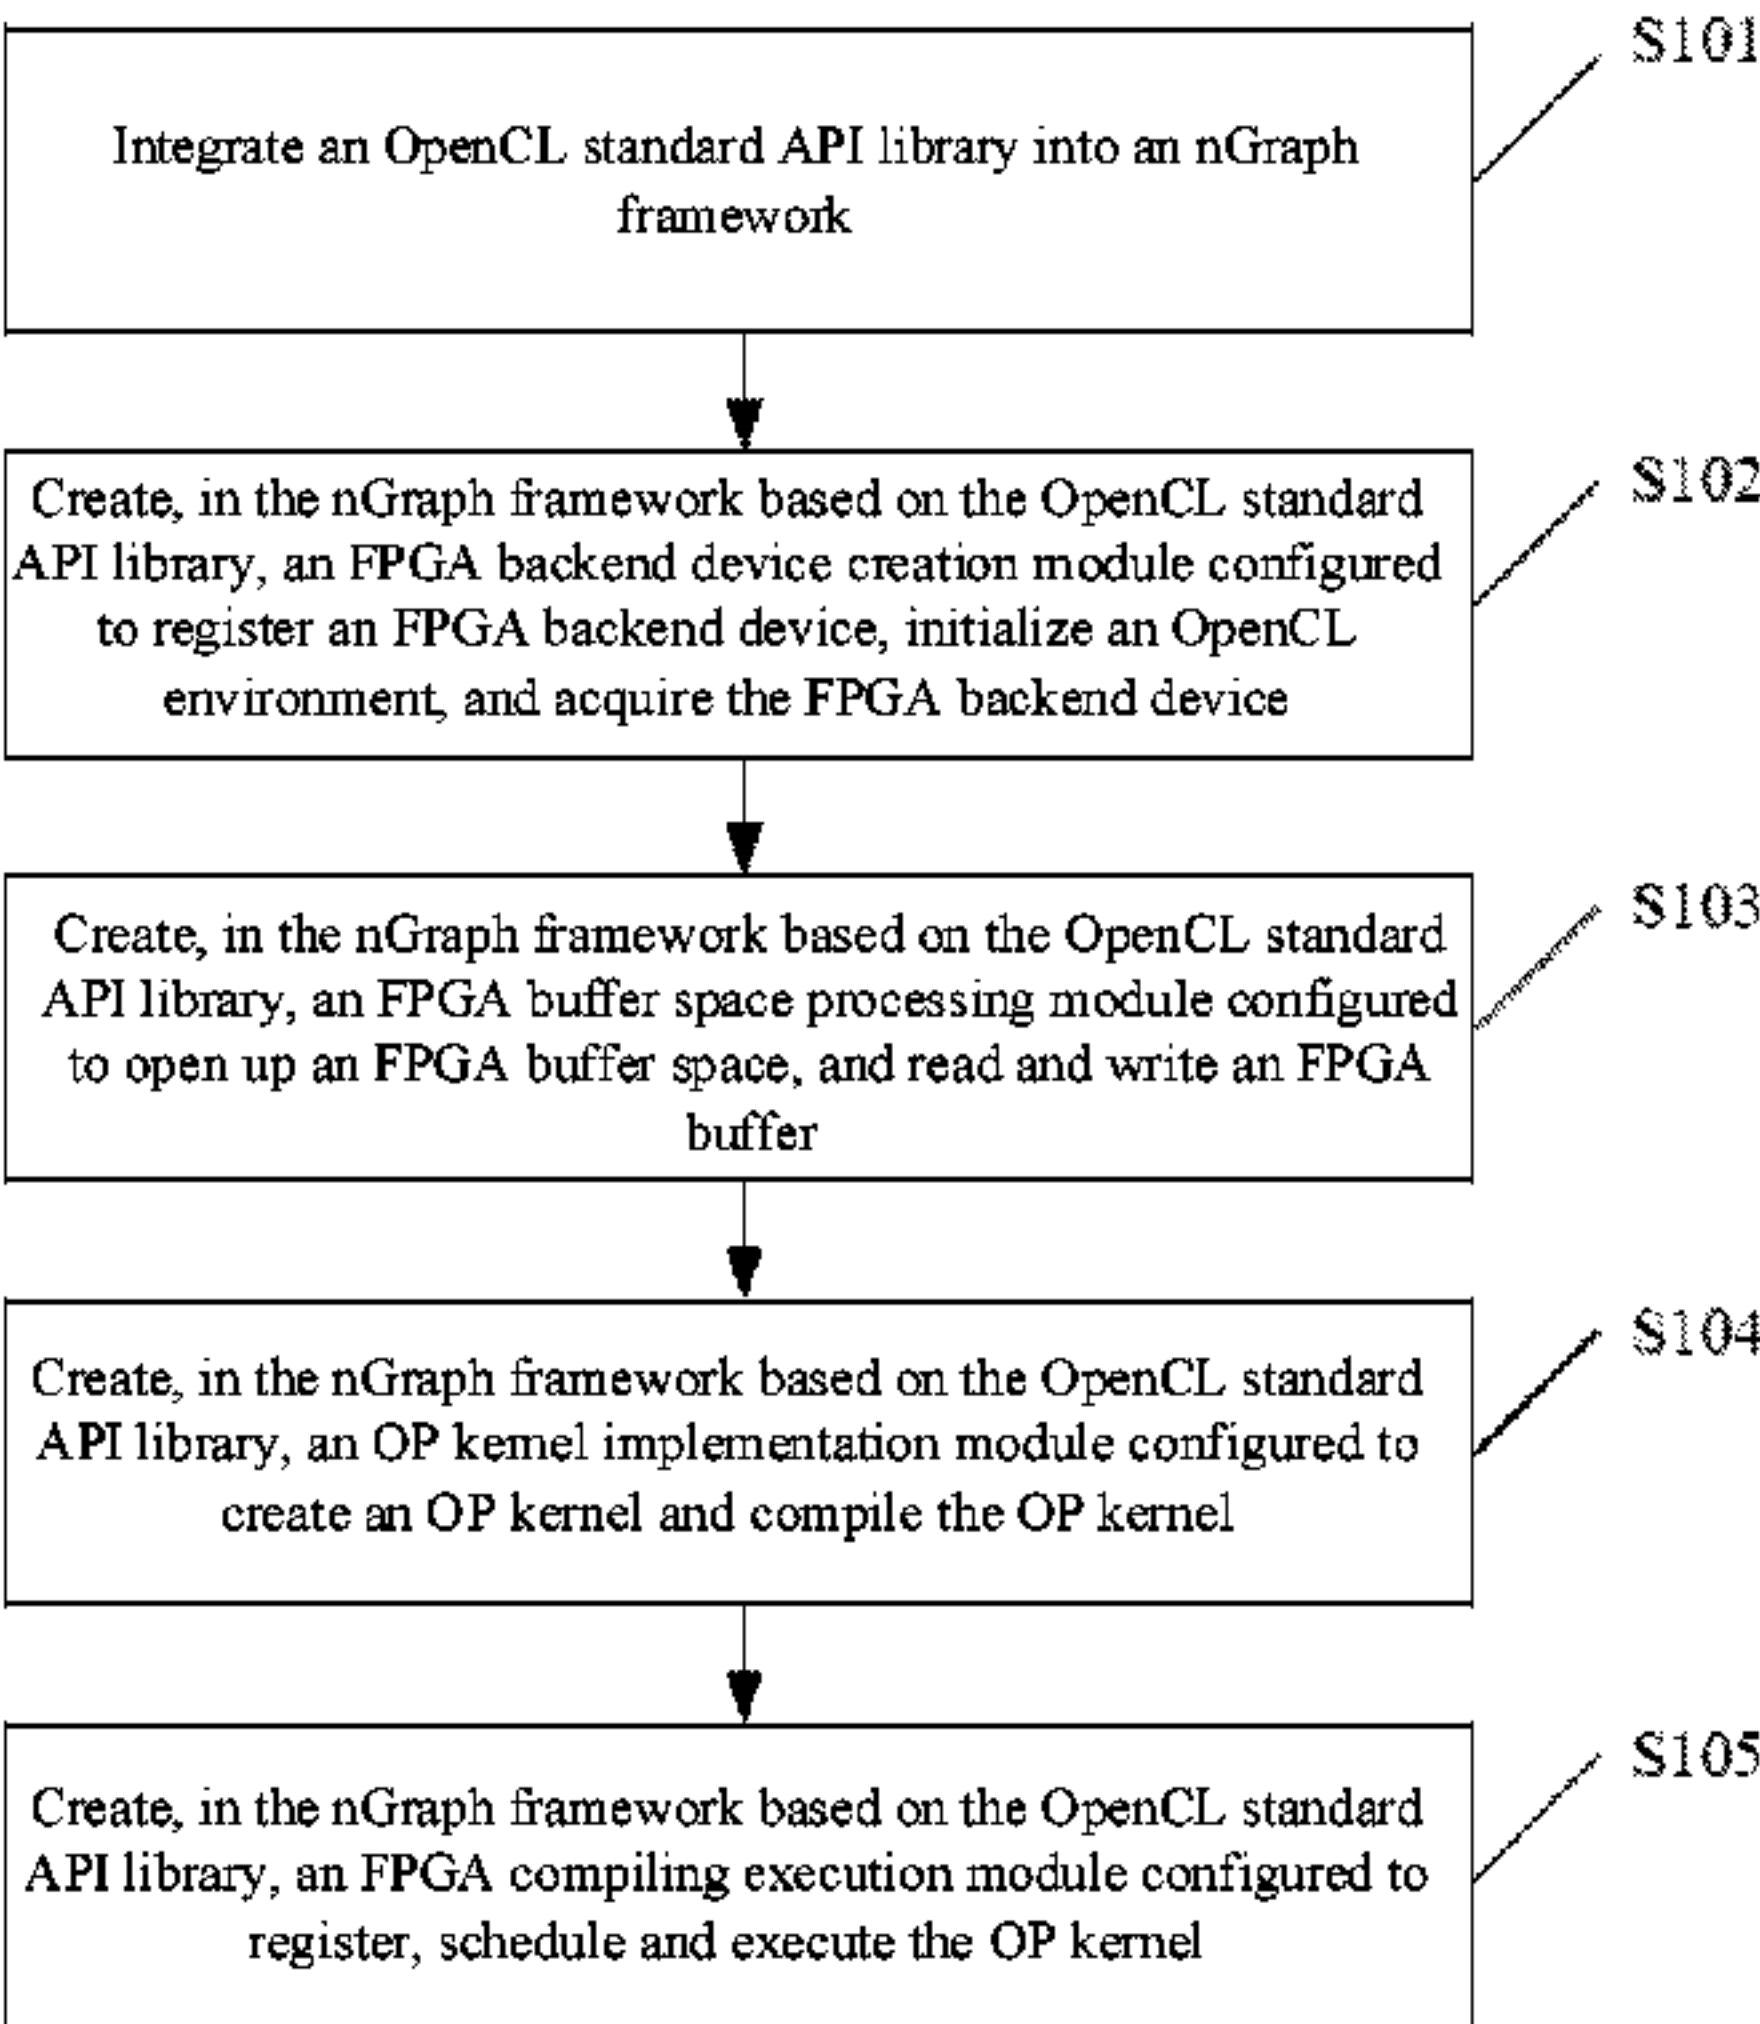 S101
Integrate an OpenCL standard API library into an nGraph
framework
S102
Create, in the nGraph framework based on the OpenCL standard
API library, an FPGA backend device creation module configured
to register an FPGA backend device, initialize an OpenCL
environment, and acquire the FPGA backend device
S103
Create, in the nGraph framework based on the OpenCL standard
API library, an FPGA buffer space processing module configured
to open up an FPGA buffer space, and read and write an FPGA
buffer
S104
Create, in the nGraph framework based on the OpenCL standard
API library, an OP kernel implementation module configured to
create an OP kernel and compile the OP kernel
S105
Create, in the nGraph framework based on the OpenCL standard
API library, an FPGA compiling execution module configured to
register, schedule and execute the OP kernel